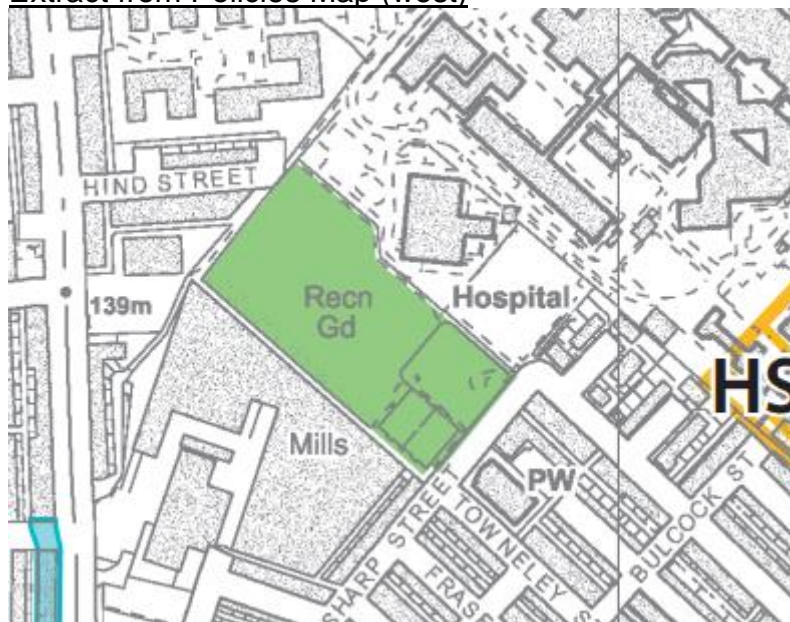 Extract from Policies Map (west)
HIND STREET
139m
Recn
Gd
Hospital
HS
Mills
PW
SHARP STREET
TOWNELEY S
FRASE
BULCOCK ST